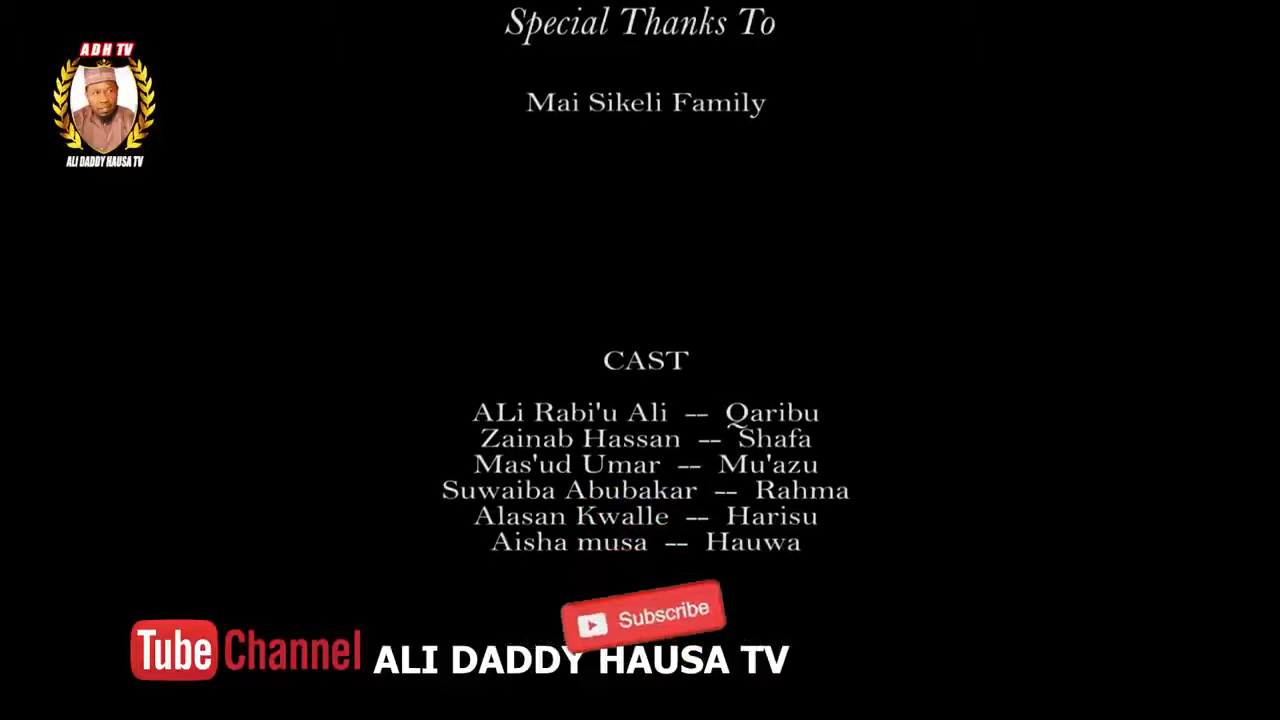 Special Thanks To
ADH TV
ALI DADDY HAUSA TV
Mai Sikeli Family
CAST
ALi Rabi'u Ali -- Qaribu
Zainab Hassan -- Shafa
Mas'ud Umar -- Mu'azu
Suwaiba Abubakar -- Rahma
Alasan Kwalle -- Harisu
Aisha musa -- Hauwa
Subscribe
Tube Channel ALI DADDY HAUSA TV